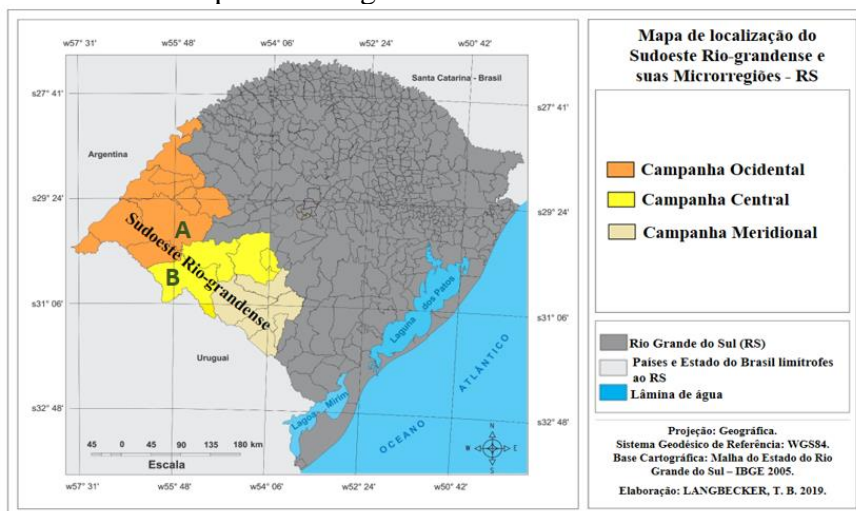 w57° 31' w55° 48' w54° 06' w52° 24' w50° 42'
Santa Catarina - Brasil
s27° 41' s27° 41'
Argentina
s29° 24' s29° 24'
A
Sudoeste Rio-grandense
B
s31° 06' s31° 06'
Laguna dos Patos
Uruguai
s32° 48' s32° 48'
Lagoa Mirim
OCEANO ATLÂNTICO
45 0 45 90 135 180 km
Escala
N
W E
S
w57° 31' w55° 48' w54° 06' w52° 24' w50° 42'
Mapa de localização do
Sudoeste Rio-grandense e
suas Microrregiões - RS
Campanha Ocidental
Campanha Central
Campanha Meridional
Rio Grande do Sul (RS)
Países e Estado do Brasil limítrofes
ao RS
Lâmina de água
Projeção: Geográfica.
Sistema Geodésico de Referência: WGS84.
Base Cartográfica: Malha do Estado do Rio
Grande do Sul – IBGE 2005.
Elaboração: LANGBECKER, T. B. 2019.